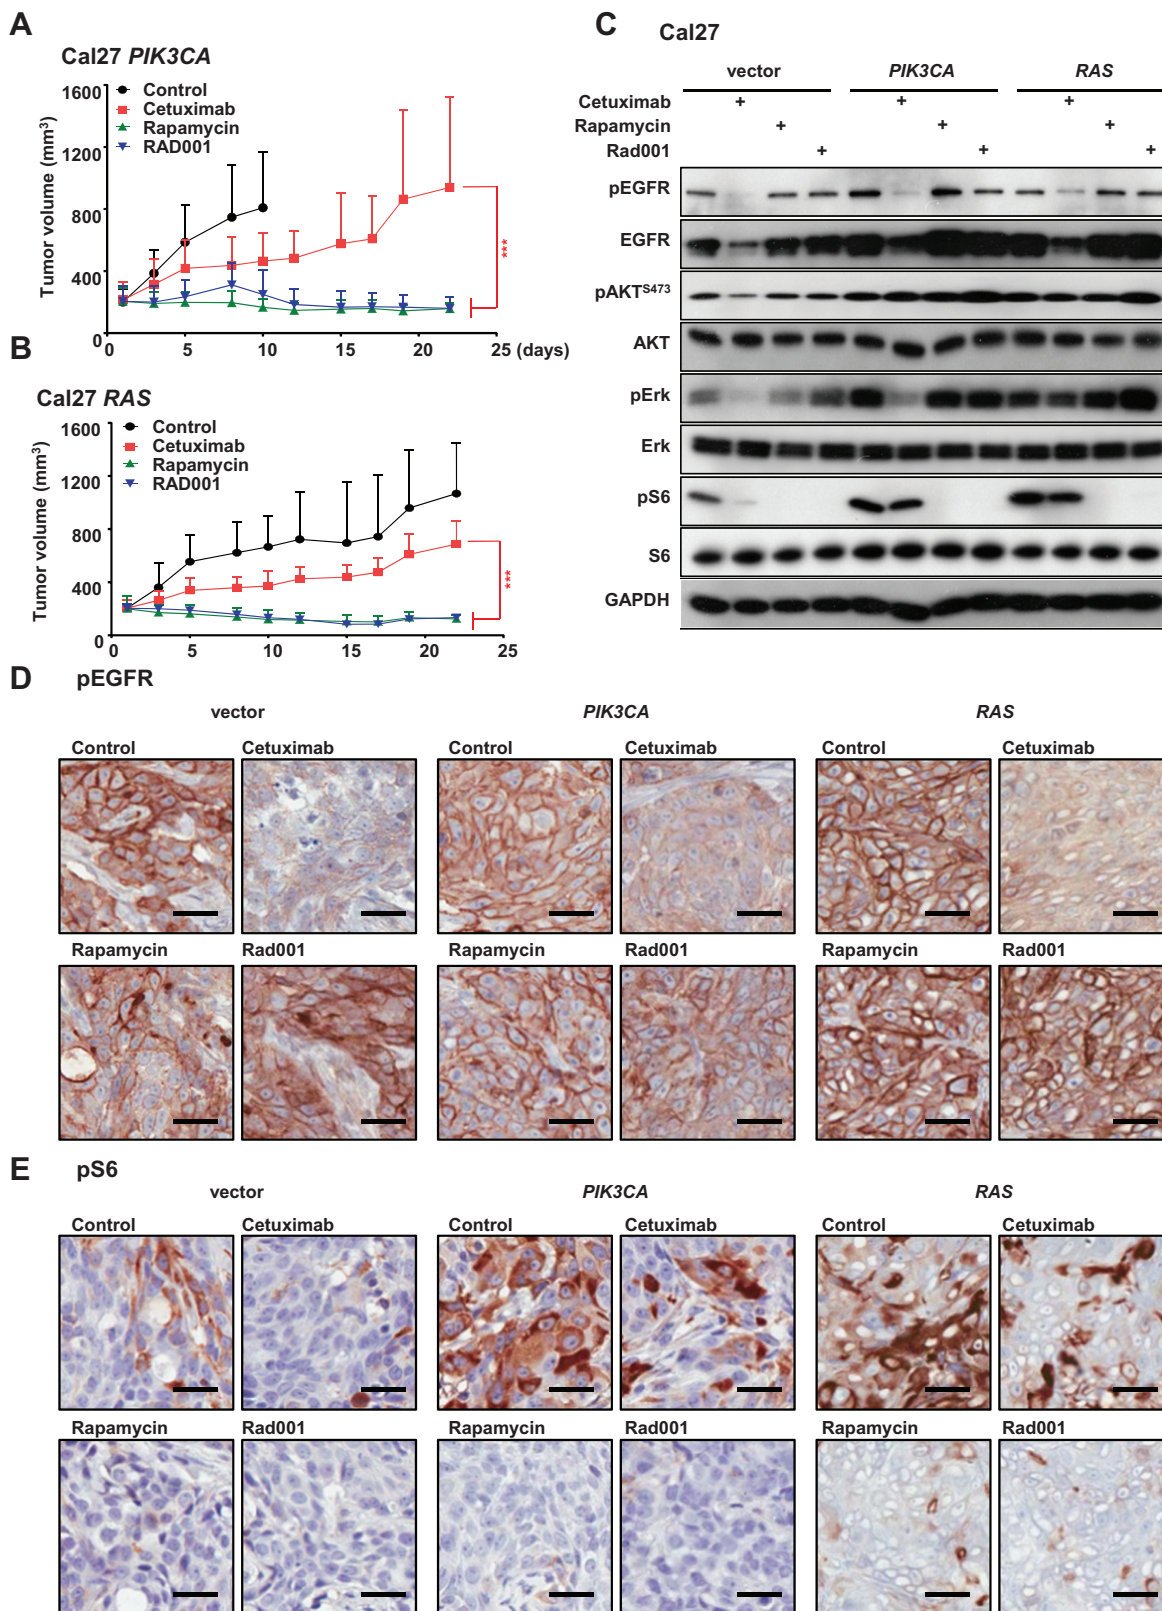 A
Cal27 PIK3CA
Control
Cetuximab
Rapamycin
RAD001
Tumor volume (mm³)
1600
1200
800
400
0
0 5 10 15 20 25 (days)
***
B
Cal27 RAS
Control
Cetuximab
Rapamycin
RAD001
Tumor volume (mm³)
1600
1200
800
400
0
0 5 10 15 20 25
***
C
Cal27
vector PIK3CA RAS
Cetuximab + + +
Rapamycin + + +
Rad001 + + +
pEGFR
EGFR
pAKTS473
AKT
pErk
Erk
pS6
S6
GAPDH
D
pEGFR
vector PIK3CA RAS
Control Cetuximab Control Cetuximab Control Cetuximab
Rapamycin Rad001 Rapamycin Rad001 Rapamycin Rad001
E
pS6
vector PIK3CA RAS
Control Cetuximab Control Cetuximab Control Cetuximab
Rapamycin Rad001 Rapamycin Rad001 Rapamycin Rad001